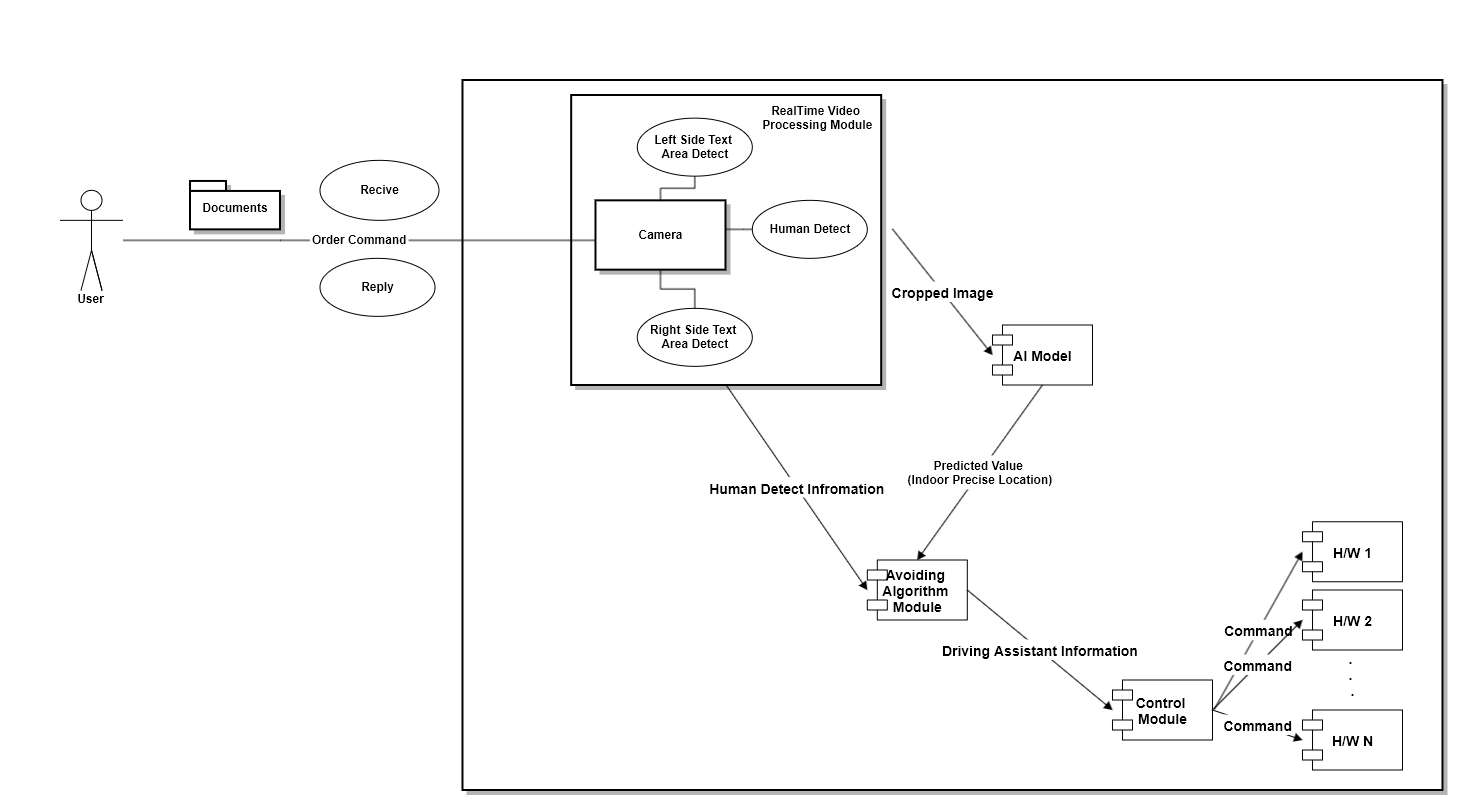 RealTime Video
Processing Module
Left Side Text
Area Detect
Recive
Documents
Human Detect
Camera
Order Command
Reply
User
Cropped Image
Right Side Text
Area Detect
AI Model
Predicted Value
(Indoor Precise Location)
Human Detect Infromation
H/W 1
Avoiding
Algorithm
Module
H/W 2
Command
Driving Assistant Information
Command
Control
Module
Command
H/W N